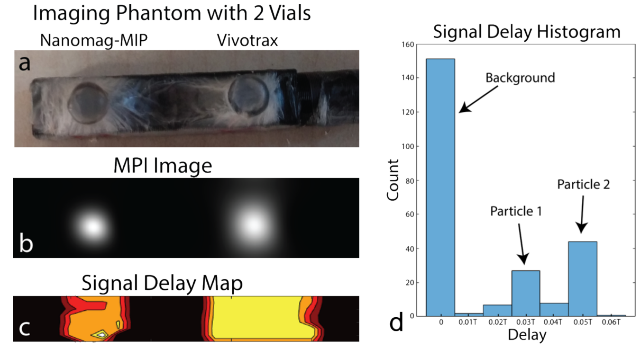 Imaging Phantom with 2 Vials
Nanomag-MIP Vivotrax
a
MPI Image
b
Signal Delay Map
c
Signal Delay Histogram
160
140
120
100
80
60
40
20
0
Count
Background
Particle 1
Particle 2
0 0.01T 0.02T 0.03T 0.04T 0.05T 0.06T
Delay
d